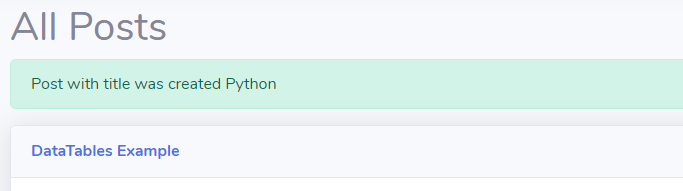 All Posts
Post with title was created Python
DataTables Example